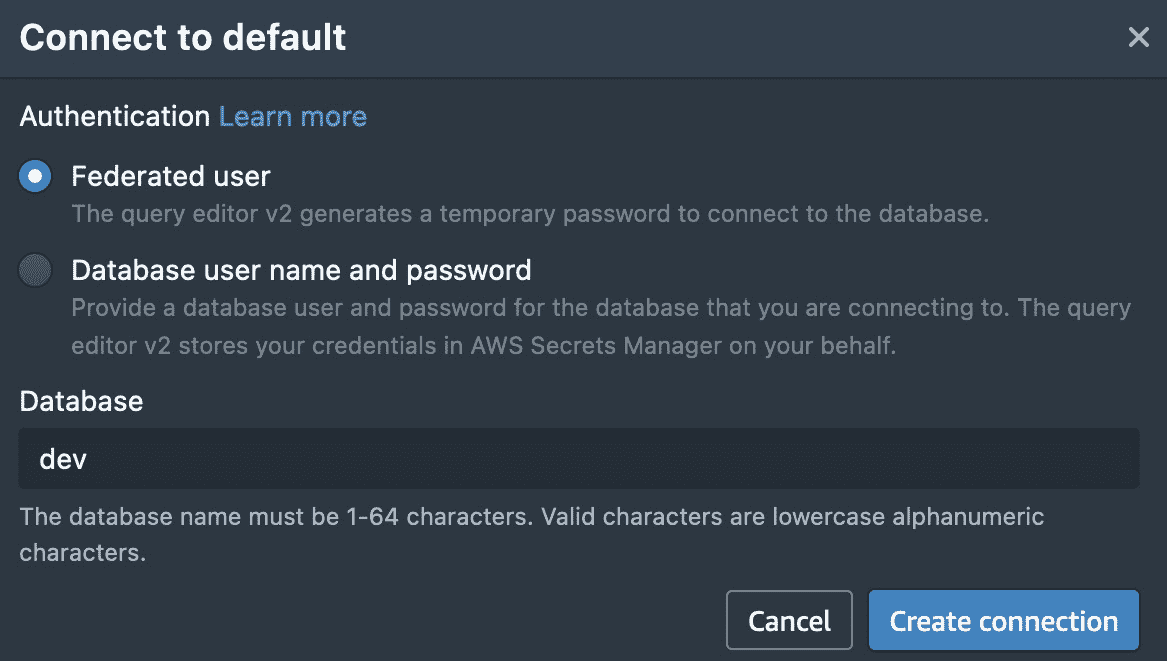 Connect to default
Authentication Learn more
Federated user
The query editor v2 generates a temporary password to connect to the database.
Database user name and password
Provide a database user and password for the database that you are connecting to. The query
editor v2 stores your credentials in AWS Secrets Manager on your behalf.
Database
dev
The database name must be 1-64 characters. Valid characters are lowercase alphanumeric
characters.
Cancel Create connection